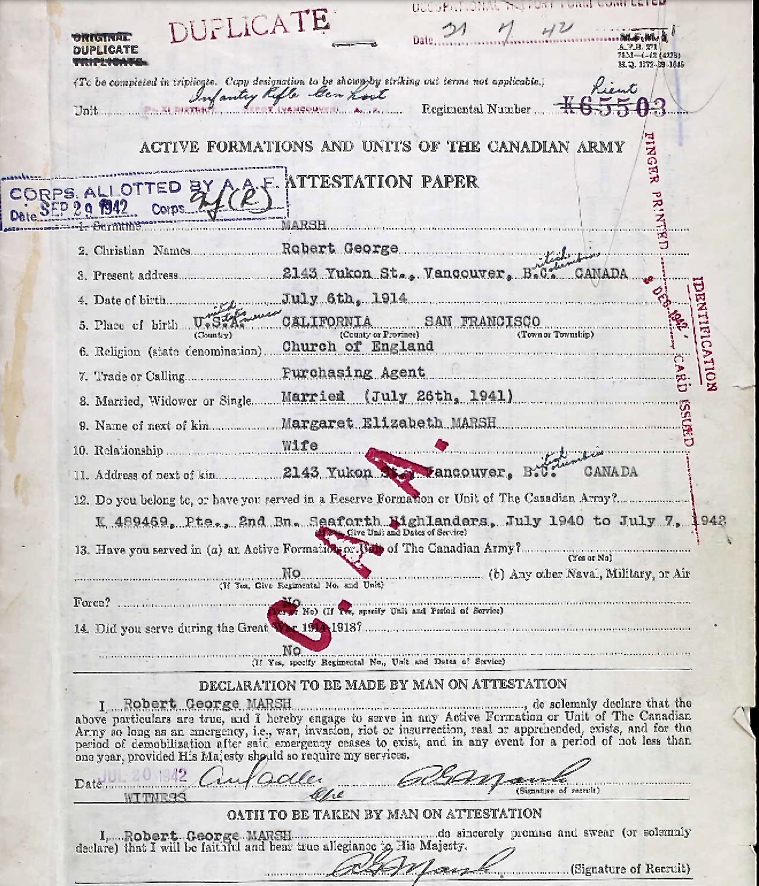 OCCUPATIONAL HISTORY FORM COMPLETED
DUPLICATE
Date 31 7 42
ORIGINAL
DUPLICATE
TRIPLICATE
M.F.M. 2
(To be completed in triplicate. Copy designation to be shown by striking out terms not applicable.)
Infantry Rifle
Unit
Regimental Number K65503
ACTIVE FORMATIONS AND UNITS OF THE CANADIAN ARMY
CORPS. ALLOTTED BY A.A.F.
Date SEP 20 1942 Corps Inf (R)
ATTESTATION PAPER
1. Surname MARSH
2. Christian Names Robert George
3. Present address 2143 Yukon St., Vancouver, B.C. CANADA
4. Date of birth July 6th, 1914
5. Place of birth U.S.A. CALIFORNIA SAN FRANCISCO
(Country) (County or Province) (Town or Township)
6. Religion (state denomination) Church of England
7. Trade or Calling Purchasing Agent
8. Married, Widower or Single Married (July 26th, 1941)
9. Name of next of kin Margaret Elizabeth MARSH
10. Relationship Wife
11. Address of next of kin 2143 Yukon St., Vancouver, B.C. CANADA
12. Do you belong to, or have you served in a Reserve Formation or Unit of The Canadian Army?
K 489469, Pte., 2nd Bn. Seaforth Highlanders, July 1940 to July 7, 1942
(Give Unit and Dates of Service)
13. Have you served in (a) an Active Formation or Unit of The Canadian Army?
(Yes or No)
No (b) Any other Naval, Military, or Air
(If Yes, Give Regimental No. and Unit)
Force? No
(Yes or No) (If Yes, specify Unit and Period of Service)
14. Did you serve during the Great War 1914-1918?
No
(If Yes, specify Regimental No., Unit and Dates of Service)
C.A.A.
FINGER PRINTED
8 DEC 1942
IDENTIFICATION
CARD ISSUED
DECLARATION TO BE MADE BY MAN ON ATTESTATION
I, Robert George MARSH, do solemnly declare that the
above particulars are true, and I hereby engage to serve in any Active Formation or Unit of The Canadian
Army so long as an emergency, i.e., war, invasion, riot or insurrection, real or apprehended, exists, and for the
period of demobilization after said emergency ceases to exist, and in any event for a period of not less than
one year, provided His Majesty should so require my services.
Date JUL 20 1942 RGMarsh
(Signature of recruit)
WITNESS
OATH TO BE TAKEN BY MAN ON ATTESTATION
I, Robert George MARSH do sincerely promise and swear (or solemnly
declare) that I will be faithful and bear true allegiance to His Majesty.
RGMarsh (Signature of Recruit)